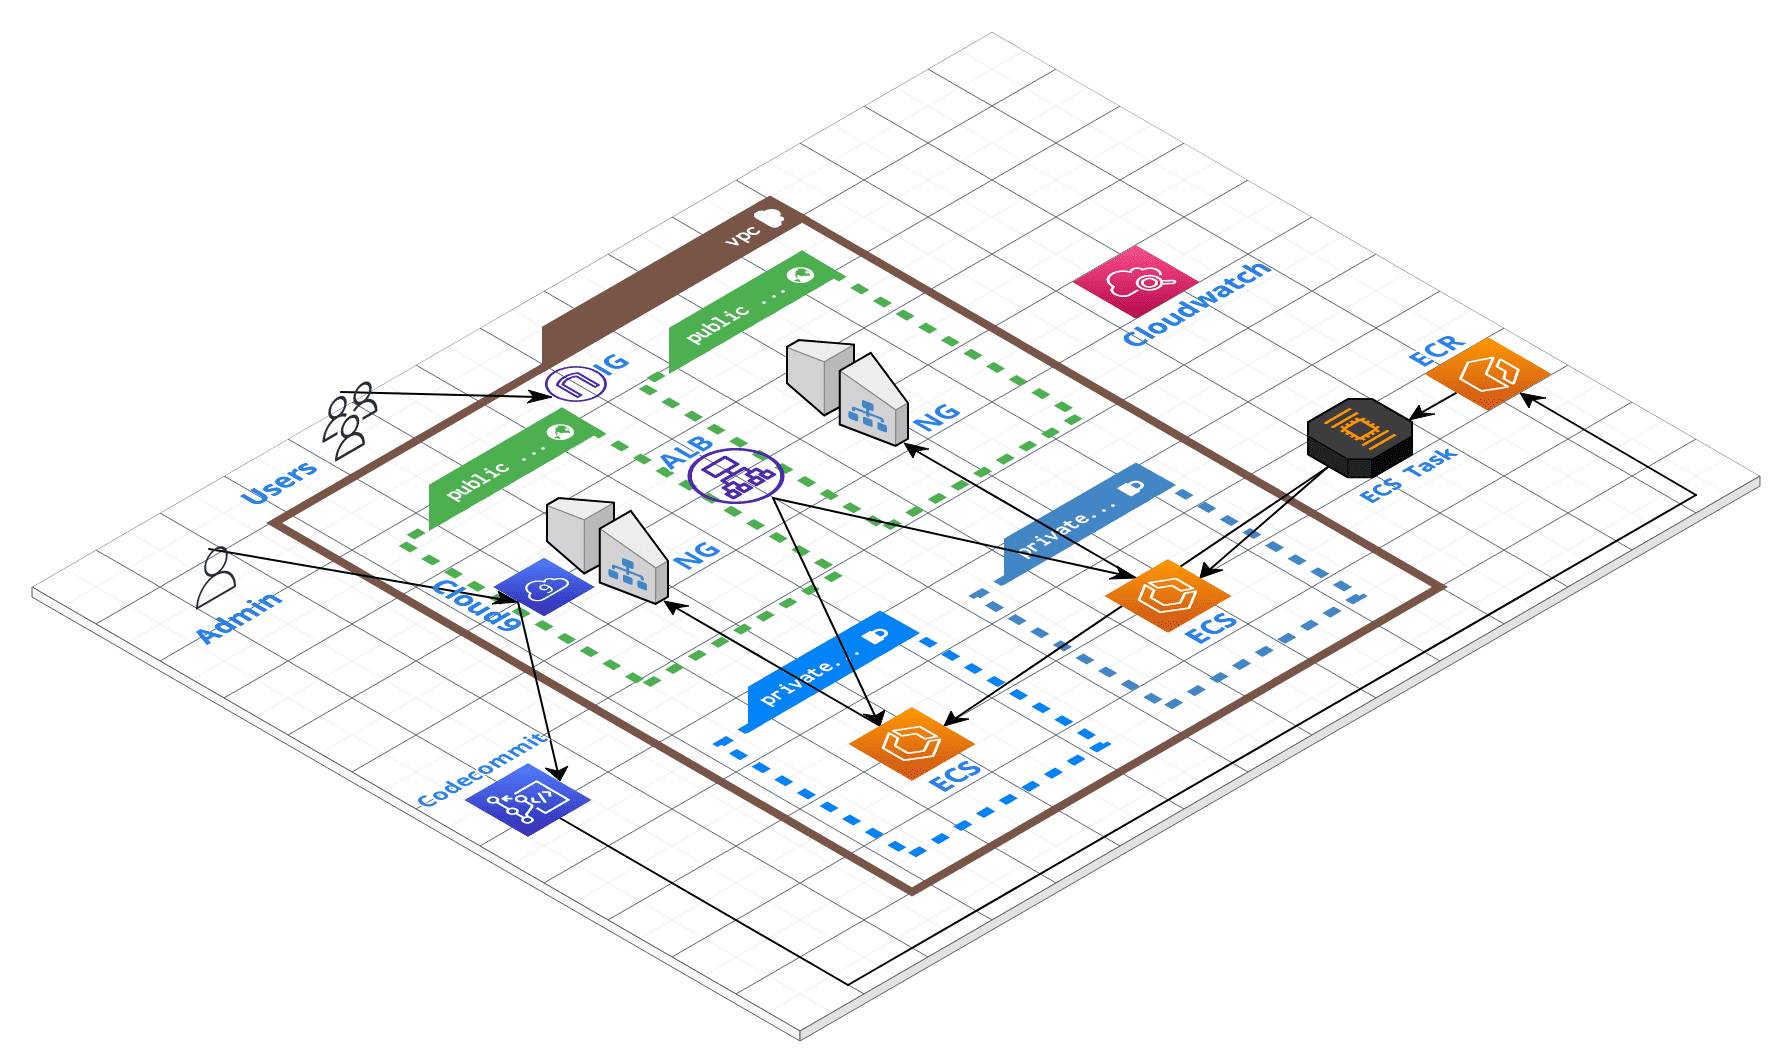 vpc
public ...
Cloudwatch
IG
ECR
NG
ALB
Users
public ...
ECS Task
private...
NG
Cloud9
9
Admin
ECS
private...
Codecommit
</>
ECS